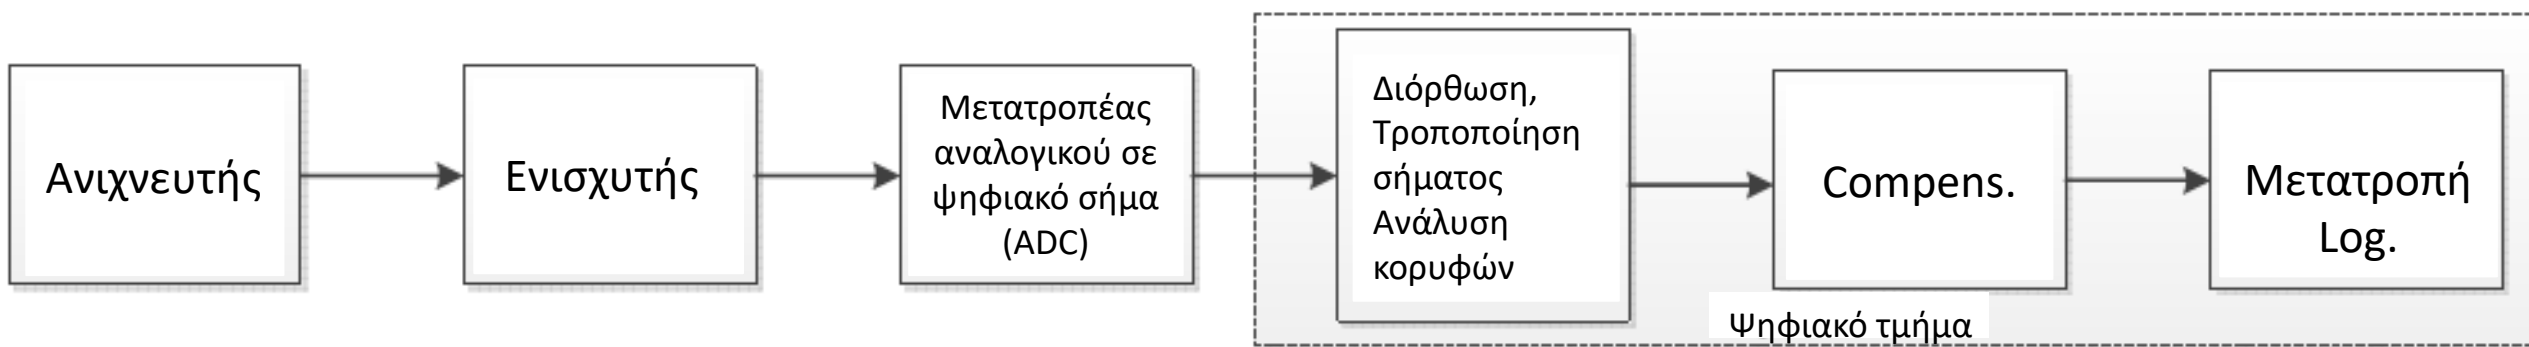 Ανιχνευτής
Ενισχυτής
Μετατροπέας
αναλογικού σε
ψηφιακό σήμα
(ADC)
Διόρθωση,
Τροποποίηση
σήματος
Ανάλυση
κορυφών
Compens.
Μετατροπή
Log.
Ψηφιακό τμήμα